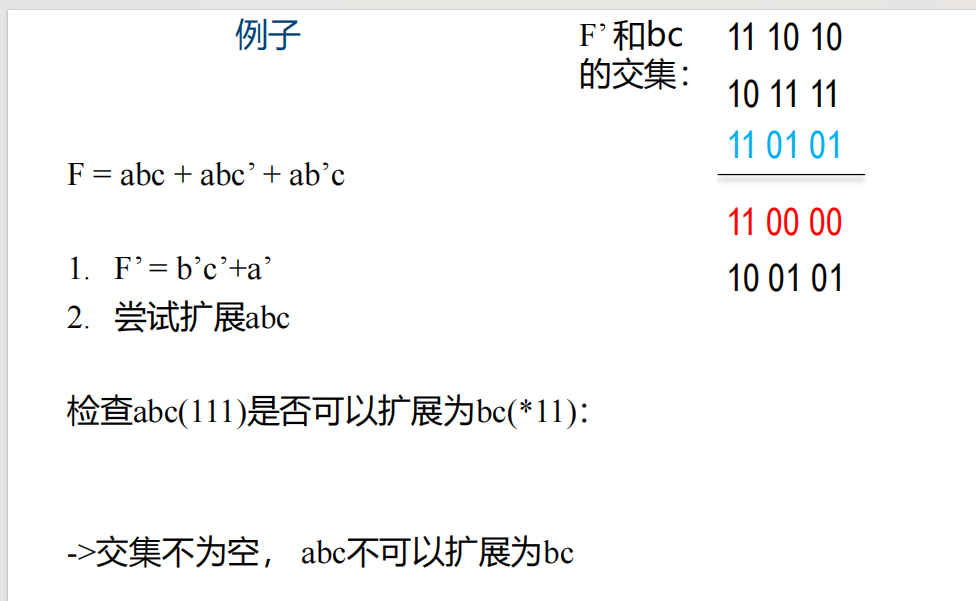 例子
F’ 和bc
的交集：
11 10 10
10 11 11
11 01 01
11 00 00
10 01 01
F = abc + abc’ + ab’c
1. F’ = b’c’+a’
2. 尝试扩展abc
检查abc(111)是否可以扩展为bc(*11)：
->交集不为空， abc不可以扩展为bc